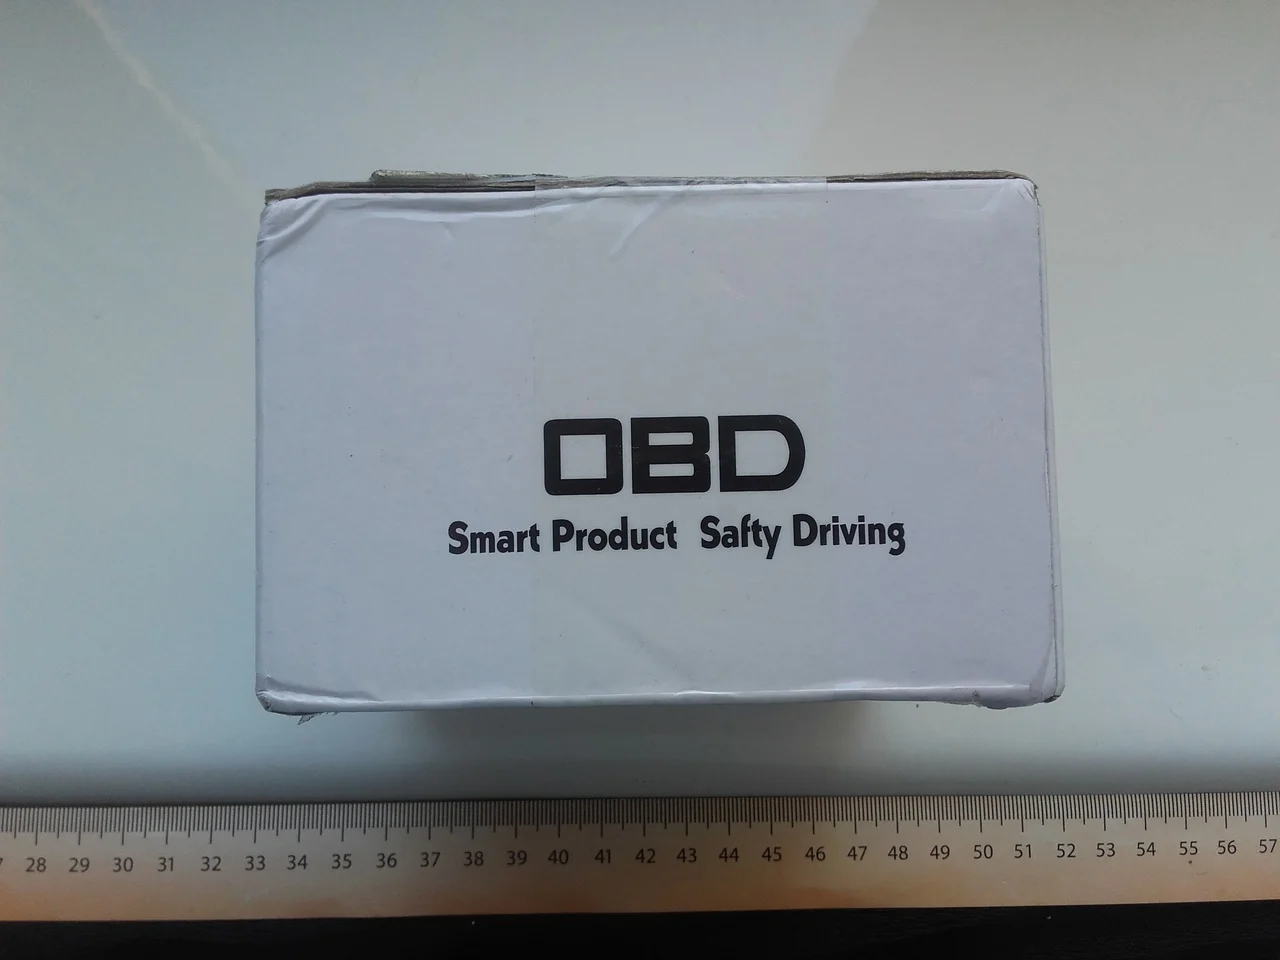 OBD
Smart Product Safty Driving
28 29 30 31 32 33 34 35 36 37 38 39 40 41 42 43 44 45 46 47 48 49 50 51 52 53 54 55 56 57